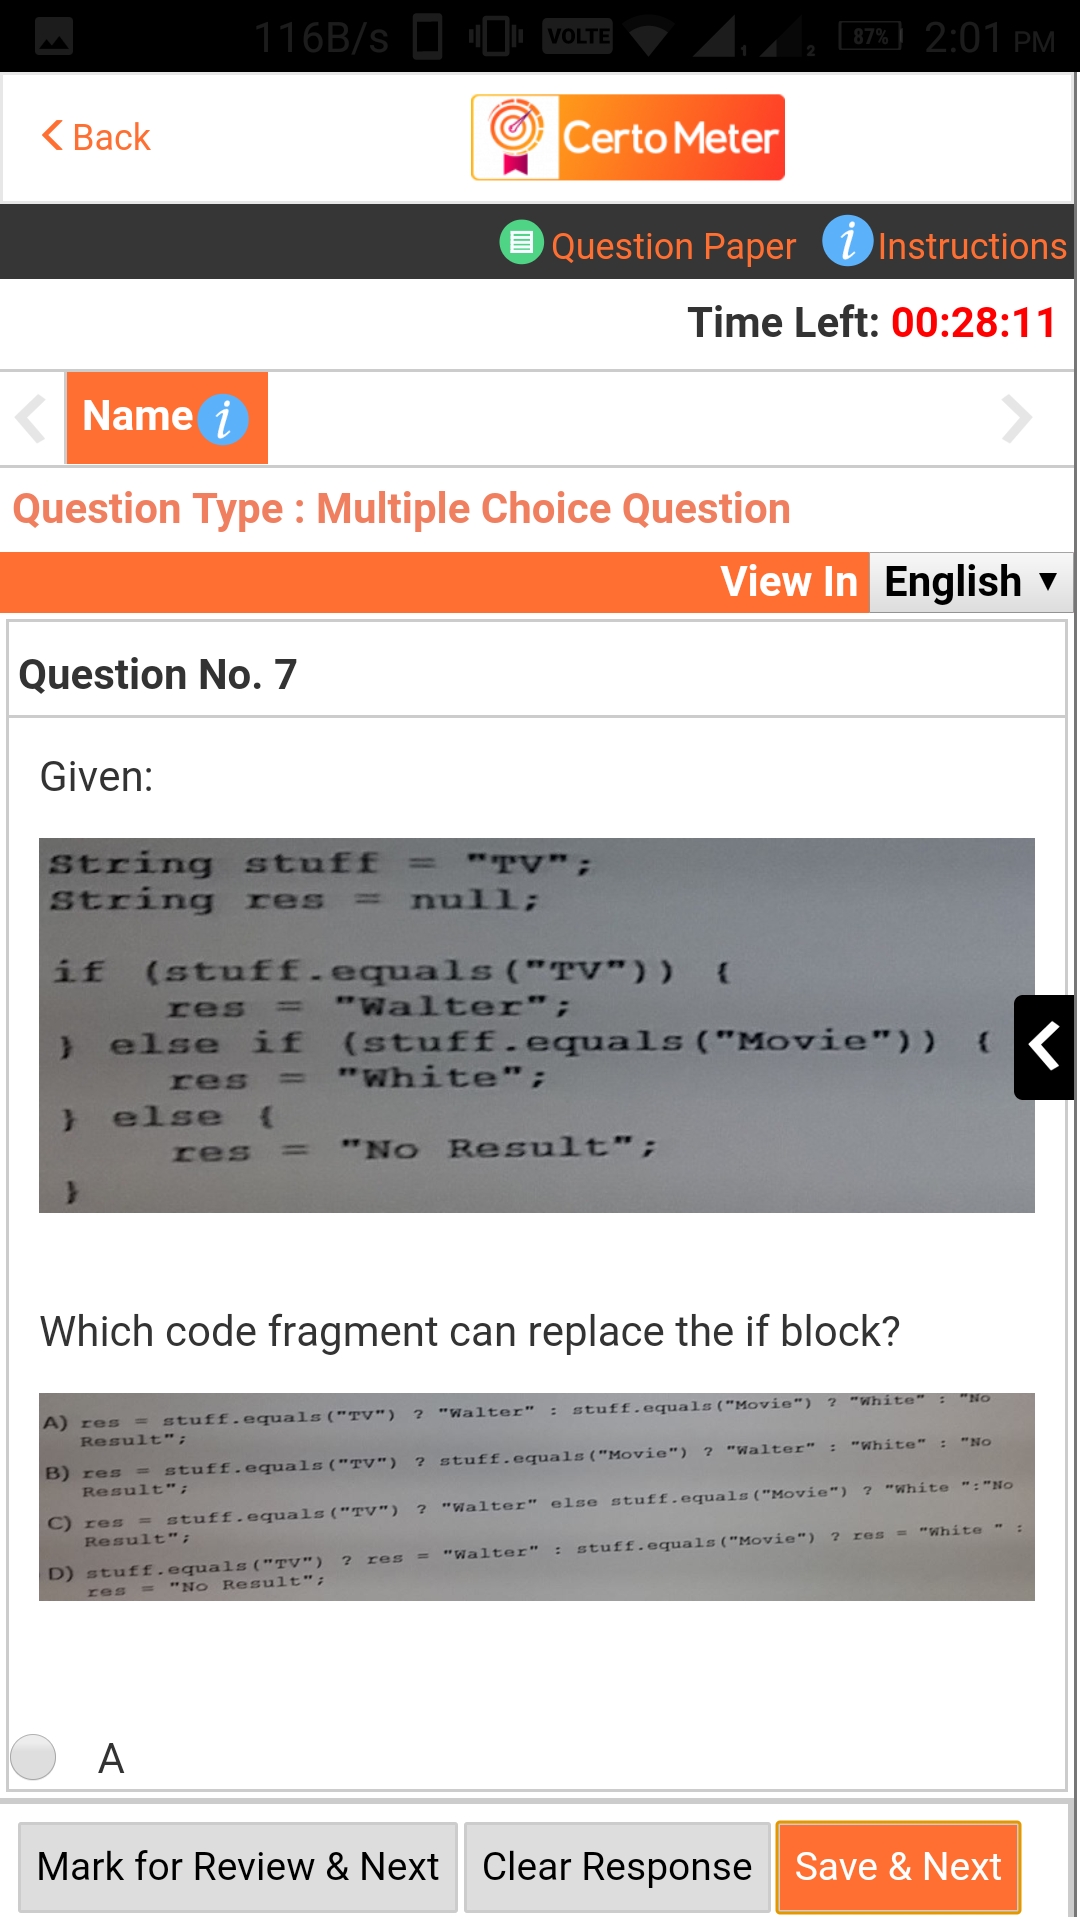 116B/s VOLTE 1 2 87% 2:01 PM
Back
Certo Meter
Question Paper i Instructions
Time Left: 00:28:11
Name i
Question Type : Multiple Choice Question
View In English
Question No. 7
Given:
String stuff = "TV";
String res = null;
if (stuff.equals("TV")) {
res = "Walter";
} else if (stuff.equals("Movie")) {
res = "White";
} else {
res = "No Result";
}
Which code fragment can replace the if block?
A) res = stuff.equals("TV") ? "Walter" : stuff.equals("Movie") ? "White" : "No
Result";
B) res = stuff.equals("TV") ? stuff.equals("Movie") ? "Walter" : "White" : "No
Result";
C) res = stuff.equals("TV") ? "Walter" else stuff.equals("Movie") ? "White ":"No
Result";
D) stuff.equals("TV") ? res = "Walter" : stuff.equals("Movie") ? res = "White " :
res = "No Result";
A
Mark for Review & Next Clear Response Save & Next